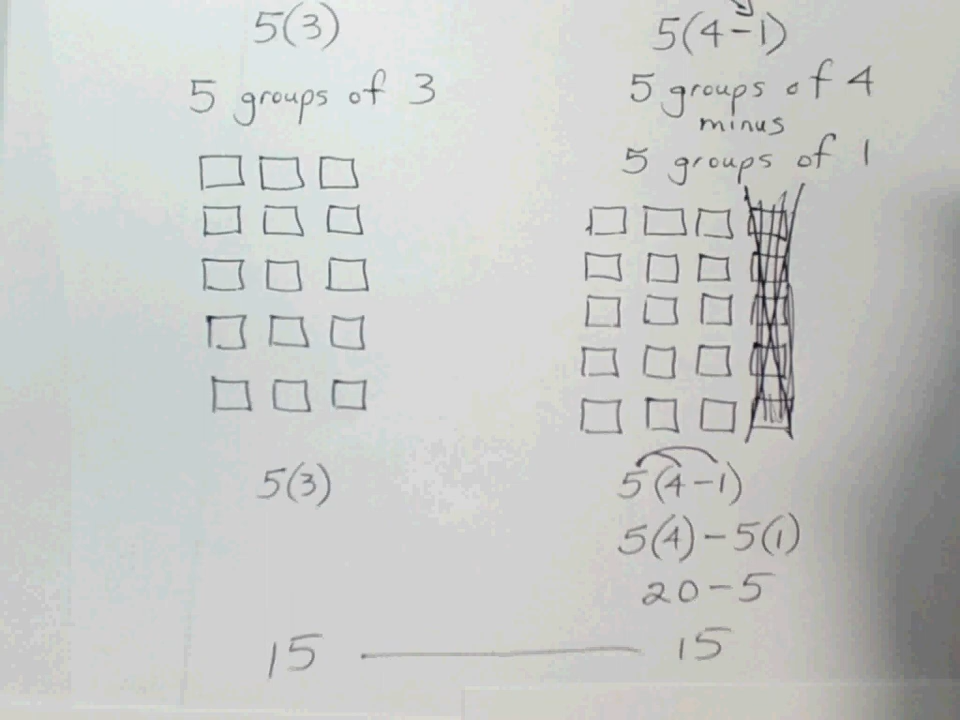 5(3)
5 groups of 3
5(3)
15
5(4-1)
5 groups of 4
minus
5 groups of 1
5(4-1)
5(4)-5(1)
20-5
15